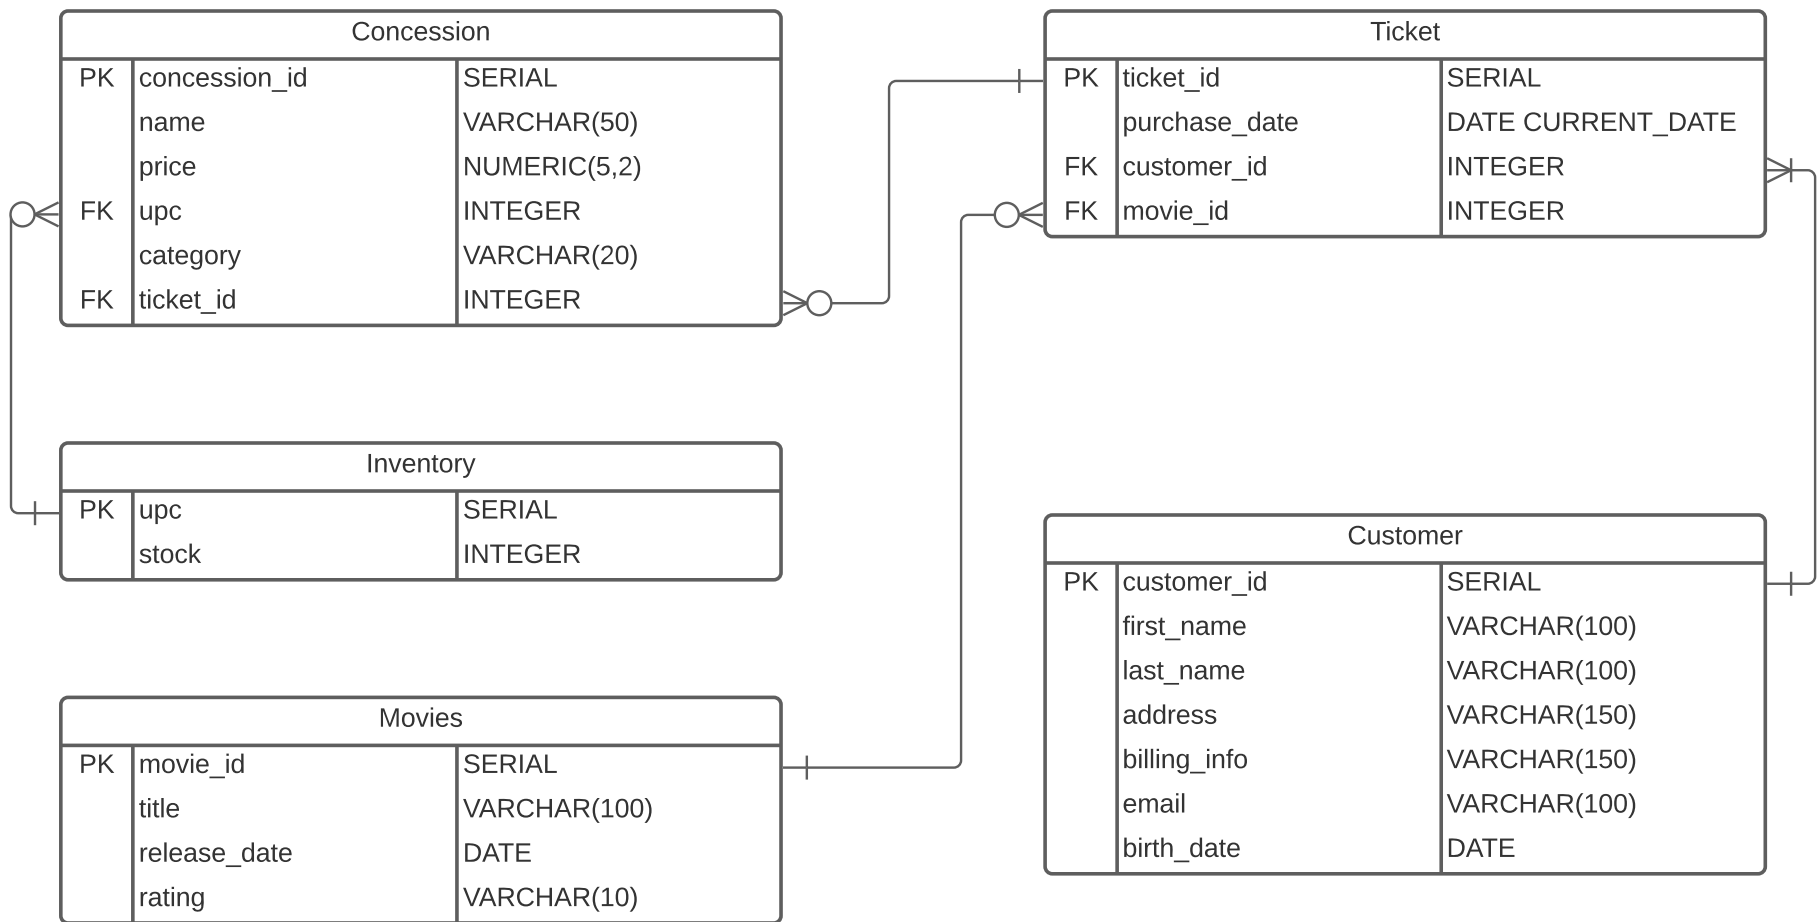 Concession
PK concession_id SERIAL
name VARCHAR(50)
price NUMERIC(5,2)
FK upc INTEGER
category VARCHAR(20)
FK ticket_id INTEGER
Ticket
PK ticket_id SERIAL
purchase_date DATE CURRENT_DATE
FK customer_id INTEGER
FK movie_id INTEGER
Inventory
PK upc SERIAL
stock INTEGER
Customer
PK customer_id SERIAL
first_name VARCHAR(100)
last_name VARCHAR(100)
address VARCHAR(150)
billing_info VARCHAR(150)
email VARCHAR(100)
birth_date DATE
Movies
PK movie_id SERIAL
title VARCHAR(100)
release_date DATE
rating VARCHAR(10)